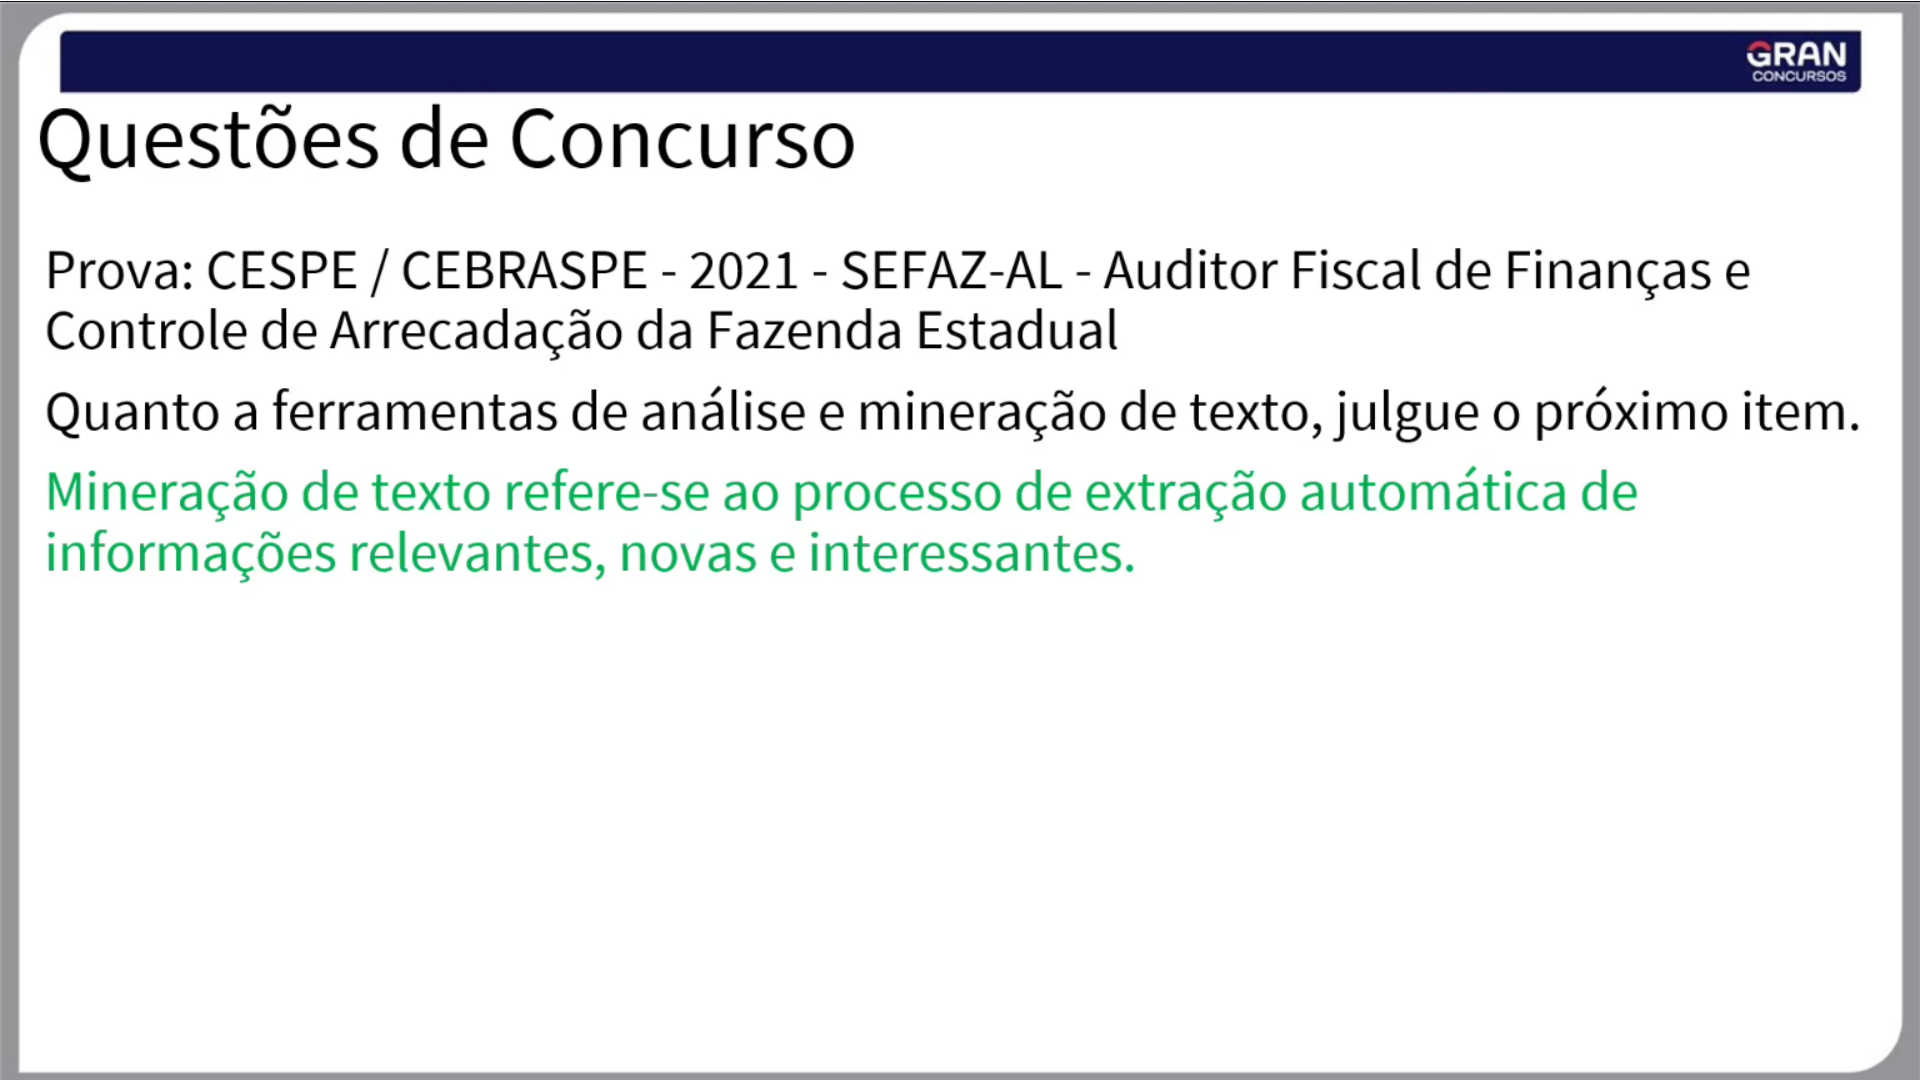 GRAN
CONCURSOS
Questões de Concurso
Prova: CESPE / CEBRASPE - 2021 - SEFAZ-AL - Auditor Fiscal de Finanças e
Controle de Arrecadação da Fazenda Estadual
Quanto a ferramentas de análise e mineração de texto, julgue o próximo item.
Mineração de texto refere-se ao processo de extração automática de
informações relevantes, novas e interessantes.